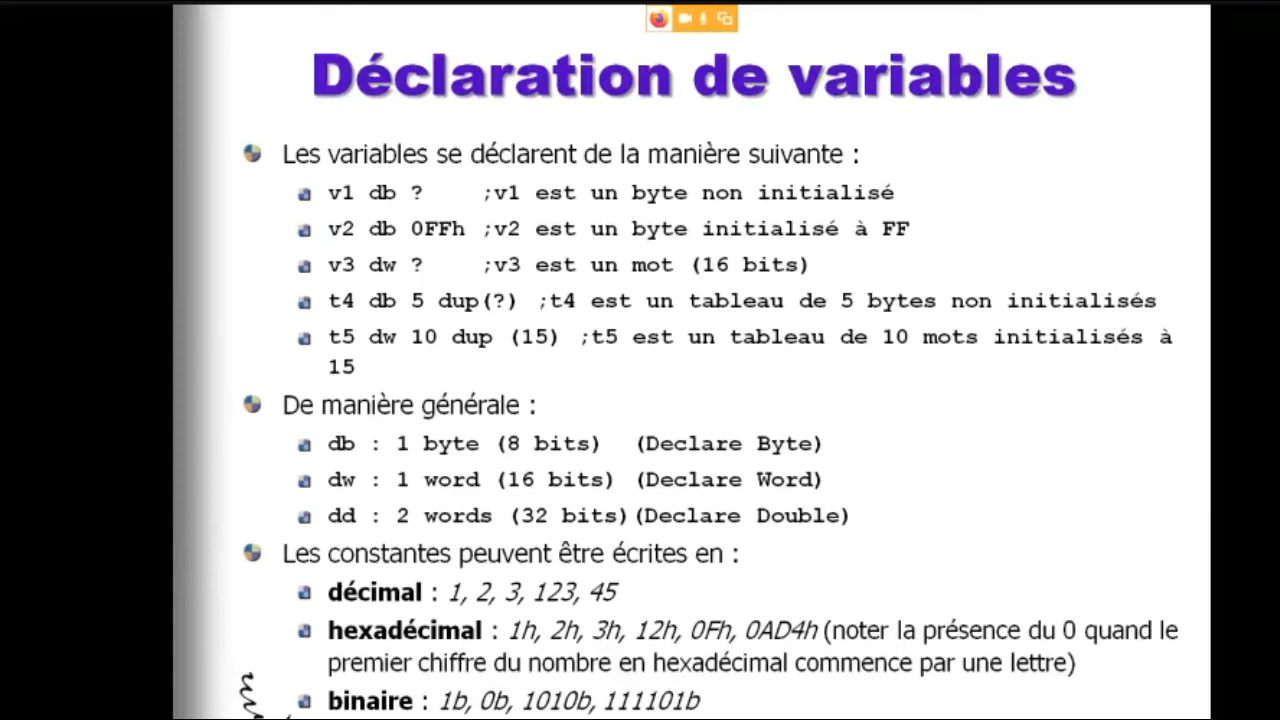 Déclaration de variables
Les variables se déclarent de la manière suivante :
v1 db ? ;v1 est un byte non initialisé
v2 db 0FFh ;v2 est un byte initialisé à FF
v3 dw ? ;v3 est un mot (16 bits)
t4 db 5 dup(?) ;t4 est un tableau de 5 bytes non initialisés
t5 dw 10 dup (15) ;t5 est un tableau de 10 mots initialisés à
15
De manière générale :
db : 1 byte (8 bits) (Declare Byte)
dw : 1 word (16 bits) (Declare Word)
dd : 2 words (32 bits) (Declare Double)
Les constantes peuvent être écrites en :
décimal : 1, 2, 3, 123, 45
hexadécimal : 1h, 2h, 3h, 12h, 0Fh, 0AD4h (noter la présence du 0 quand le
premier chiffre du nombre en hexadécimal commence par une lettre)
binaire : 1b, 0b, 1010b, 111101b